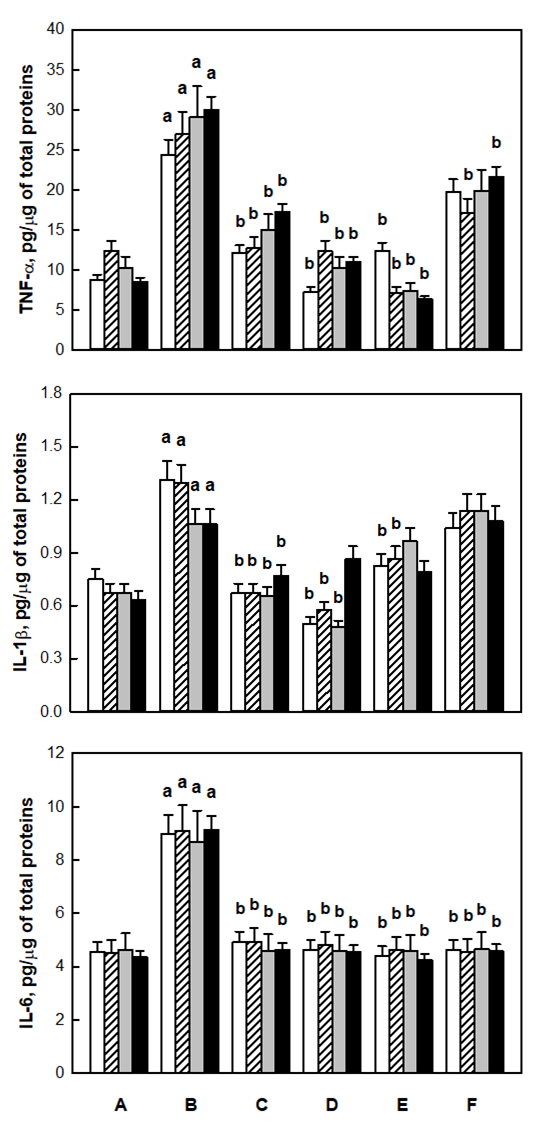 40
35
30
25
20
15
10
5
0
TNF-α, pg/μg of total proteins
a a a a
b b b b
b b b b
b b b b
b b
1.8
1.5
1.2
0.9
0.6
0.3
0.0
IL-1β, pg/μg of total proteins
a a a a
b b b b
b b b
b b
12
10
8
6
4
2
0
IL-6, pg/μg of total proteins
a a a a
b b b b
b b b b
b b b b
b b b b
A B C D E F